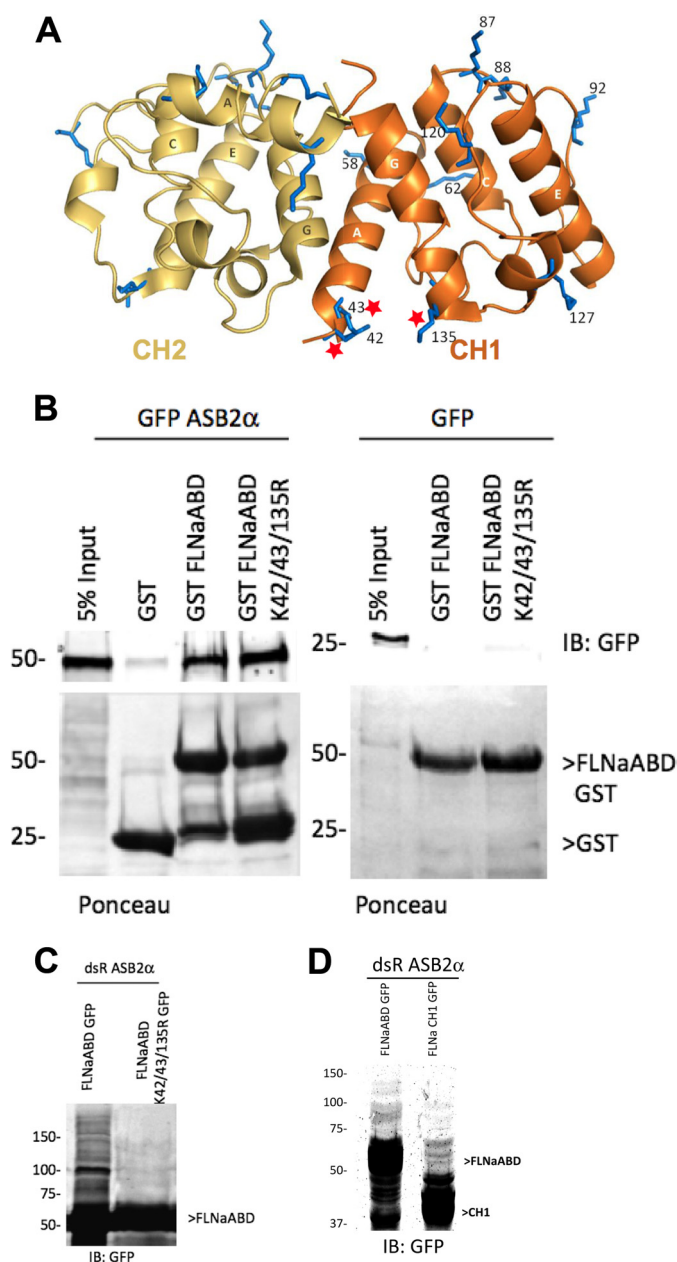 A
87
88
92
A
C
E
G
120
58
G
62
C
A
E
43
42
135
127
CH2
CH1
B
GFP ASB2α
GFP
5% Input
GST
GST FLNaABD
GST FLNaABD
K42/43/135R
5% Input
GST FLNaABD
GST FLNaABD
K42/43/135R
50-
25-
IB: GFP
50-
25-
50-
25-
>FLNaABD
GST
>GST
Ponceau
Ponceau
C
dsR ASB2α
FLNaABD GFP
FLNaABD
K42/43/135R GFP
150-
100-
75-
50-
>FLNaABD
IB: GFP
D
dsR ASB2α
FLNaABD GFP
FLNa CH1 GFP
150-
100-
75-
50-
37-
>FLNaABD
>CH1
IB: GFP